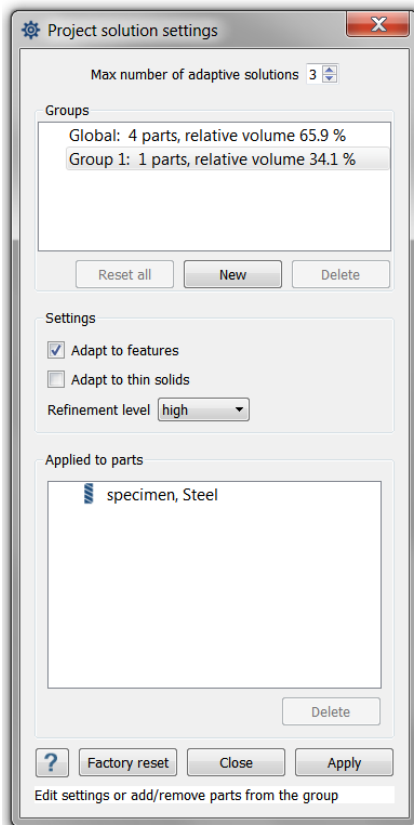 Project solution settings
Max number of adaptive solutions 3
Groups
Global: 4 parts, relative volume 65.9 %
Group 1: 1 parts, relative volume 34.1 %
Reset all New Delete
Settings
Adapt to features
Adapt to thin solids
Refinement level high
Applied to parts
specimen, Steel
Delete
? Factory reset Close Apply
Edit settings or add/remove parts from the group